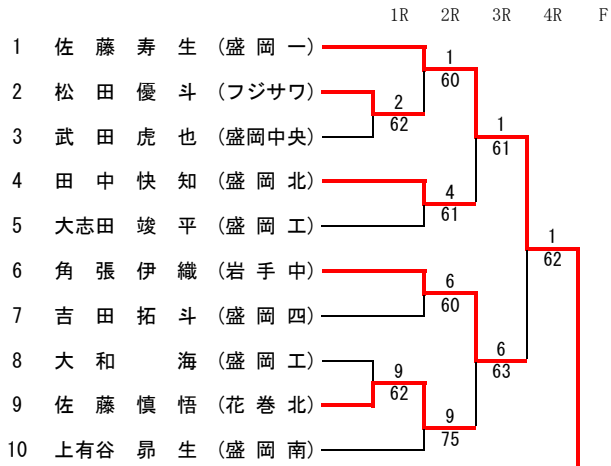 1R 2R 3R 4R F
1 佐藤寿生 (盛岡一)
1
60
2 松田優斗 (フジサワ)
2
62
3 武田虎也 (盛岡中央)
1
61
4 田中快知 (盛岡北)
4
61
5 大志田竣平 (盛岡工)
1
62
6 角張伊織 (岩手中)
6
60
7 吉田拓斗 (盛岡四)
8 大和海 (盛岡工)
6
63
9
62
9 佐藤慎悟 (花巻北)
9
75
10 上有谷昴生 (盛岡南)